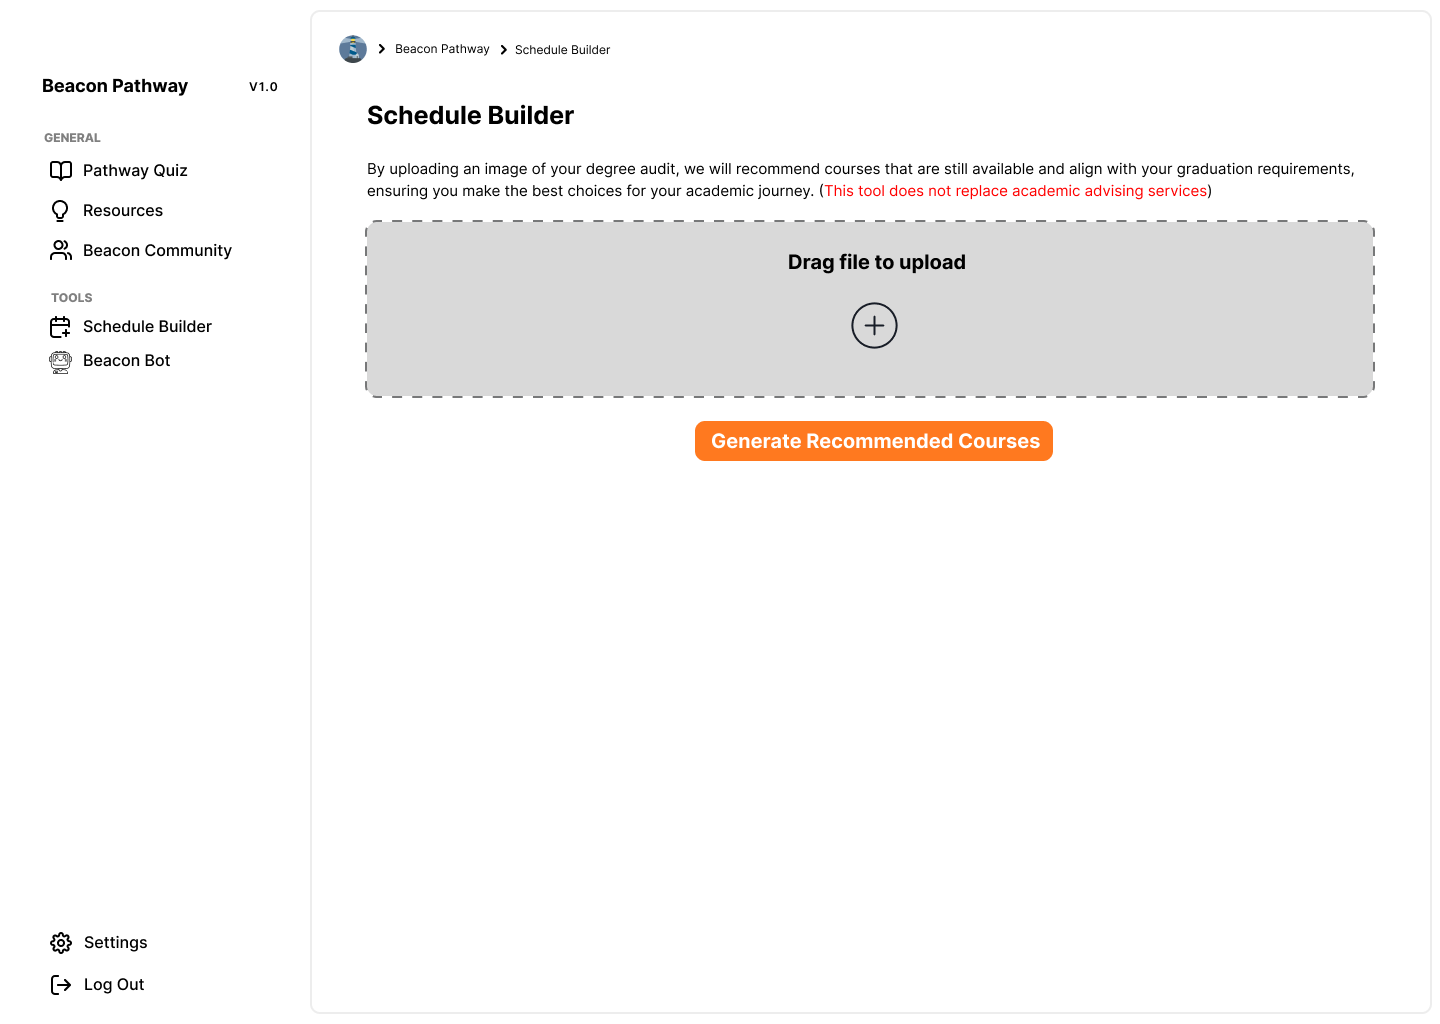 Beacon Pathway V1.0
GENERAL
Pathway Quiz
Resources
Beacon Community
TOOLS
Schedule Builder
Beacon Bot
Settings
Log Out
Beacon Pathway Schedule Builder
Schedule Builder
By uploading an image of your degree audit, we will recommend courses that are still available and align with your graduation requirements,
ensuring you make the best choices for your academic journey. (This tool does not replace academic advising services)
Drag file to upload
Generate Recommended Courses